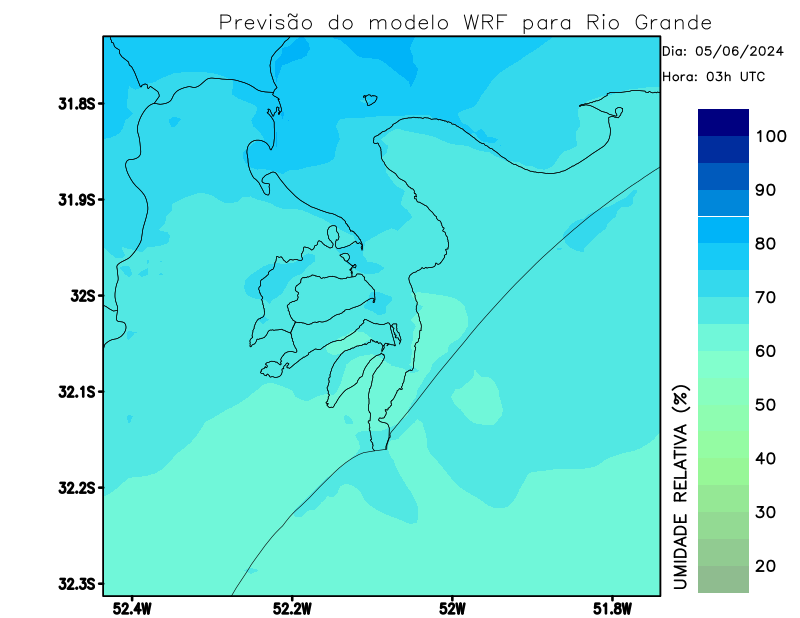 Previsão do modelo WRF para Rio Grande
Dia: 05/06/2024
Hora: 03h UTC
31.8S
31.9S
32S
32.1S
32.2S
32.3S
52.4W
52.2W
52W
51.8W
UMIDADE RELATIVA (%)
100
90
80
70
60
50
40
30
20